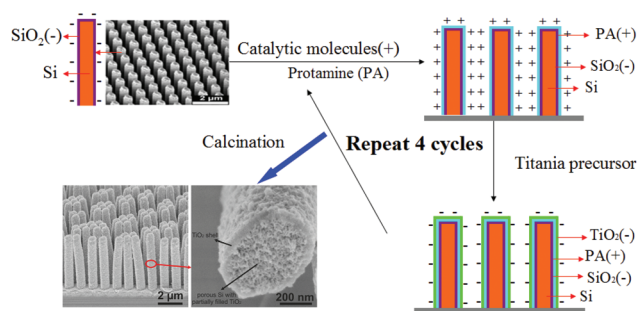 SiO2(-)
Si
2 μm
Catalytic molecules(+)
Protamine (PA)
PA(+)
SiO2(-)
Si
Calcination
Repeat 4 cycles
Titania precursor
TiO2 shell
porous Si with
partially filled TiO2
2 μm
200 nm
TiO2(-)
PA(+)
SiO2(-)
Si